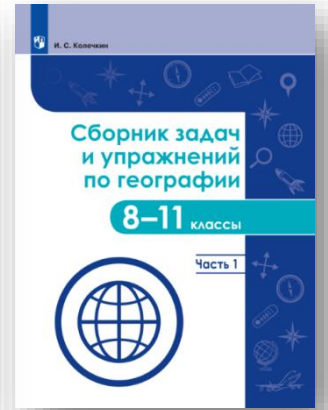 И. С. Колечкин
Сборник задач
и упражнений
по географии
8–11 классы
Часть 1